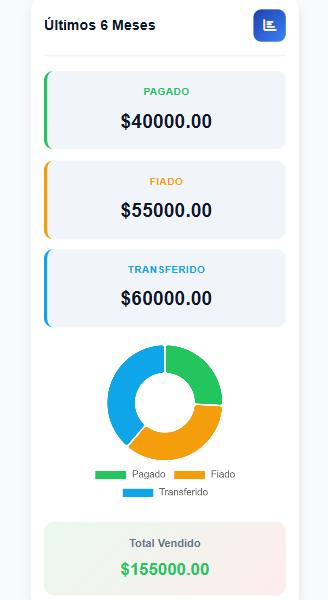 Últimos 6 Meses
PAGADO
$40000.00
FIADO
$55000.00
TRANSFERIDO
$60000.00
Pagado Fiado
Transferido
Total Vendido
$155000.00